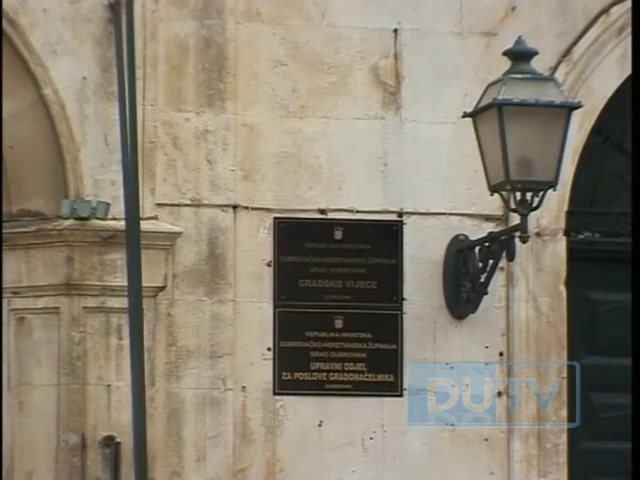 REPUBLIKA HRVATSKA
DUBROVAČKO-NERETVANSKA ŽUPANIJA
GRAD DUBROVNIK
GRADSKO VIJEĆE
REPUBLIKA HRVATSKA
DUBROVAČKO-NERETVANSKA ŽUPANIJA
GRAD DUBROVNIK
UPRAVNI ODJEL
ZA POSLOVE GRADONAČELNIKA
DUTV